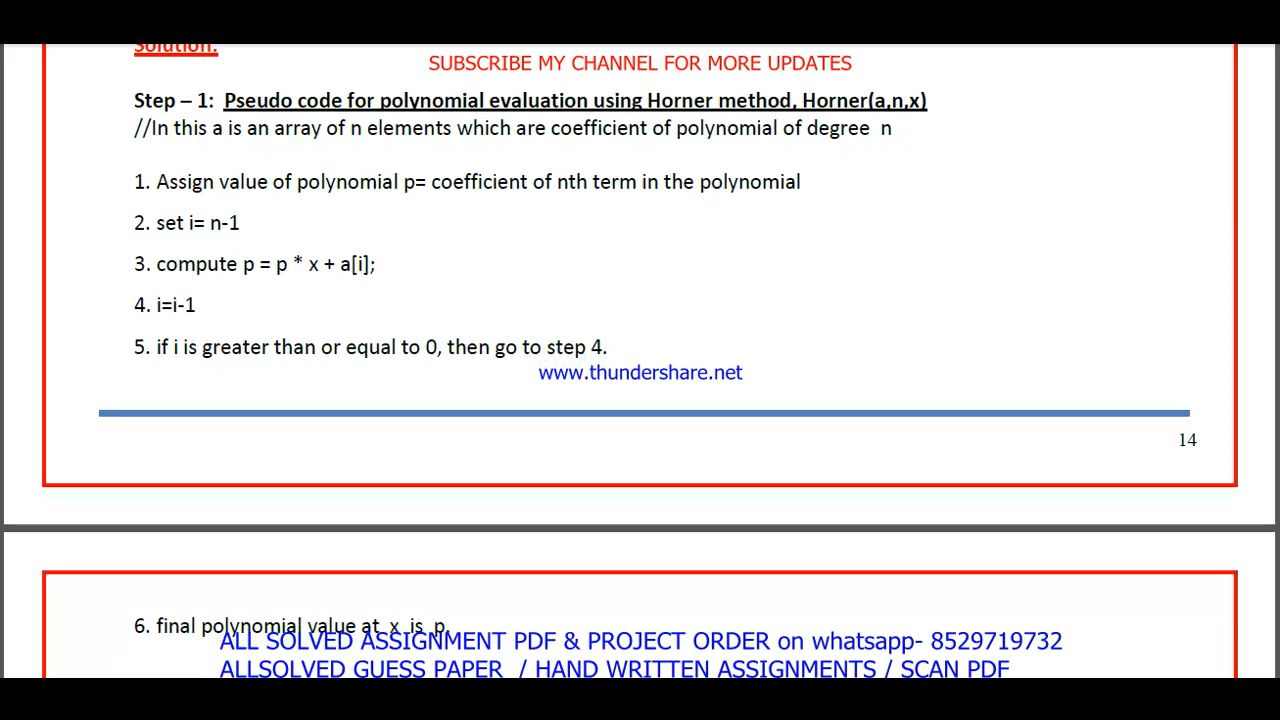 Solution:
SUBSCRIBE MY CHANNEL FOR MORE UPDATES
Step – 1: Pseudo code for polynomial evaluation using Horner method, Horner(a,n,x)
//In this a is an array of n elements which are coefficient of polynomial of degree n
1. Assign value of polynomial p= coefficient of nth term in the polynomial
2. set i= n-1
3. compute p = p * x + a[i];
4. i=i-1
5. if i is greater than or equal to 0, then go to step 4.
www.thundershare.net
14
6. final polynomial value at x is p.
ALL SOLVED ASSIGNMENT PDF & PROJECT ORDER on whatsapp- 8529719732
ALLSOLVED GUESS PAPER / HAND WRITTEN ASSIGNMENTS / SCAN PDF